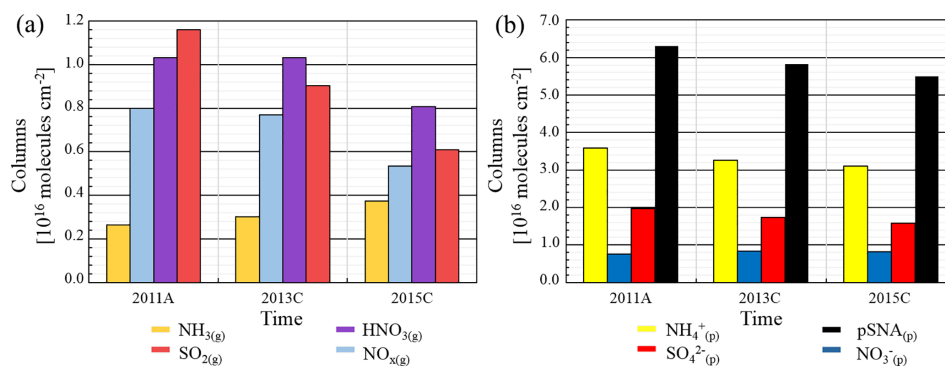 (a)
Columns
[10¹⁶ molecules cm⁻²]
1.2
1.0
0.8
0.6
0.4
0.2
0.0
2011A 2013C 2015C
Time
NH₃₍g₎ HNO₃₍g₎
SO₂₍g₎ NOₓ₍g₎
(b)
Columns
[10¹⁶ molecules cm⁻²]
7.0
6.0
5.0
4.0
3.0
2.0
1.0
0.0
2011A 2013C 2015C
Time
NH₄⁺₍p₎ pSNA₍p₎
SO₄²⁻₍p₎ NO₃⁻₍p₎